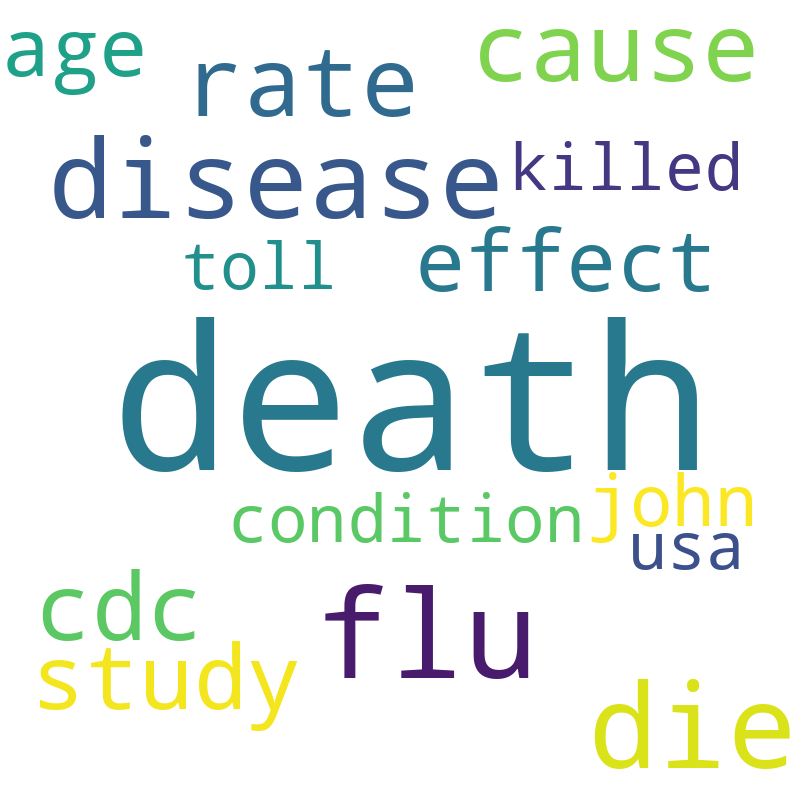 age
rate
cause
disease
killed
toll
effect
death
condition
john
usa
cdc
flu
study
die